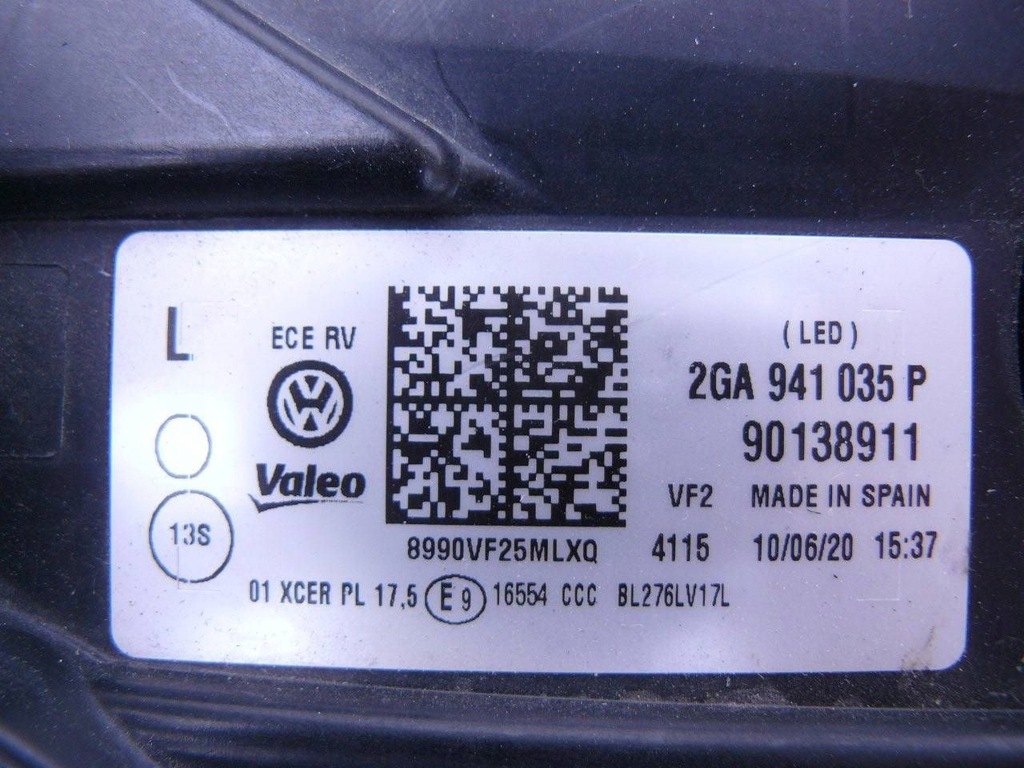 L
ECE RV
Valeo
13S
(LED)
2GA 941 035 P
90138911
VF2 MADE IN SPAIN
8990VF25MLXQ 4115 10/06/20 15:37
01 XCER PL 17,5 E9 16554 CCC BL276LV17L